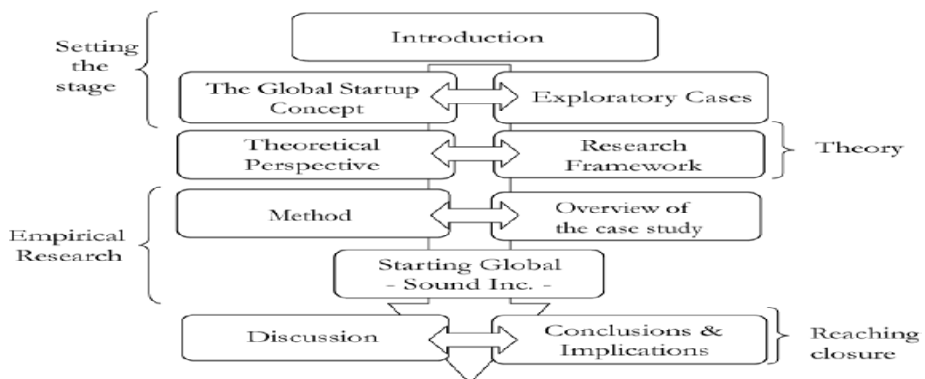 Introduction
Setting
the
stage
The Global Startup
Concept
Exploratory Cases
Theoretical
Perspective
Research
Framework
Theory
Method
Overview of
the case study
Empirical
Research
Starting Global
- Sound Inc. -
Discussion
Conclusions &
Implications
Reaching
closure